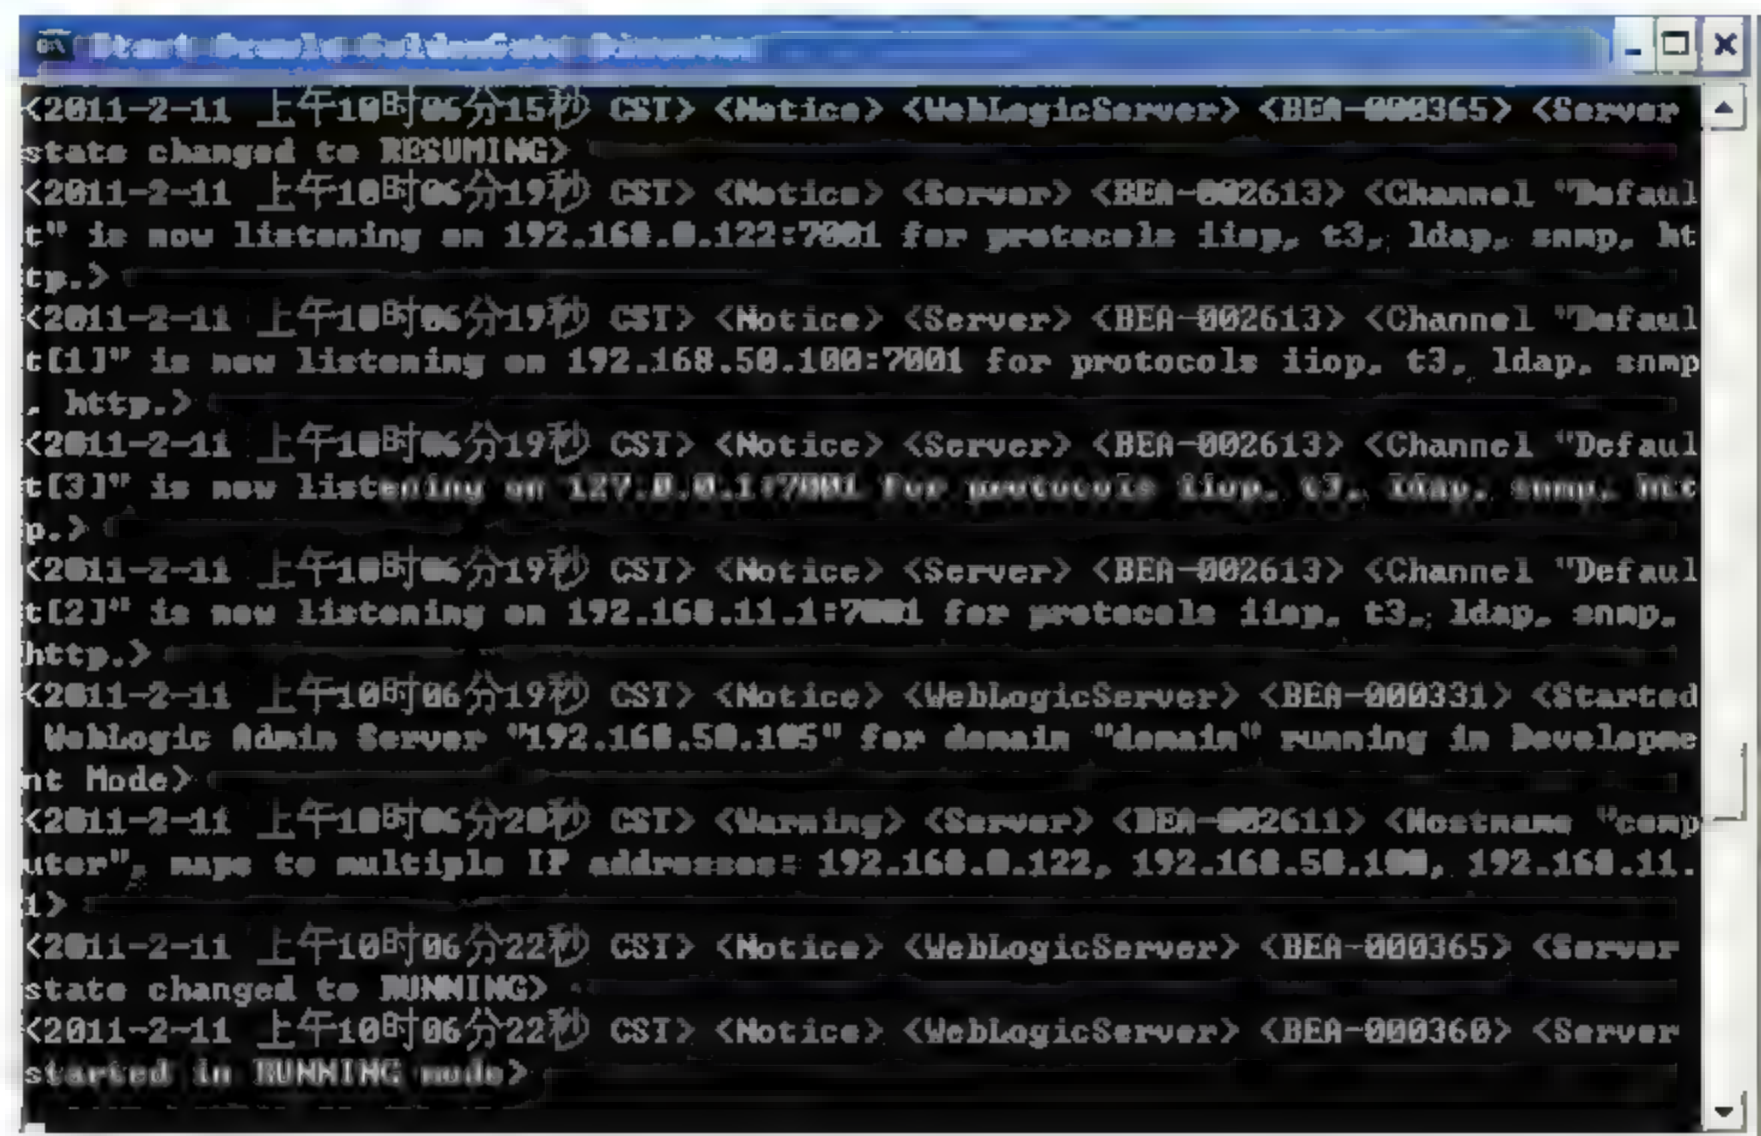 Start Oracle GoldenGate Director
<2011-2-11 上午10时06分15秒 CST> <Notice> <WebLogicServer> <BEA-000365> <Server
state changed to RESUMING>
<2011-2-11 上午10时06分19秒 CST> <Notice> <Server> <BEA-002613> <Channel "Defaul
t" is now listening on 192.168.0.122:7001 for protocols iiop, t3, ldap, snmp, ht
tp.>
<2011-2-11 上午10时06分19秒 CST> <Notice> <Server> <BEA-002613> <Channel "Defaul
t[1]" is now listening on 192.168.50.100:7001 for protocols iiop, t3, ldap, snmp
, http.>
<2011-2-11 上午10时06分19秒 CST> <Notice> <Server> <BEA-002613> <Channel "Defaul
t[3]" is now listening on 127.0.0.1:7001 for protocols iiop, t3, ldap, snmp, htt
p.>
<2011-2-11 上午10时06分19秒 CST> <Notice> <Server> <BEA-002613> <Channel "Defaul
t[2]" is now listening on 192.168.11.1:7001 for protocols iiop, t3, ldap, snmp,
http.>
<2011-2-11 上午10时06分19秒 CST> <Notice> <WebLogicServer> <BEA-000331> <Started
WebLogic Admin Server "192.168.50.105" for domain "domain" running in Developme
nt Mode>
<2011-2-11 上午10时06分20秒 CST> <Warning> <Server> <BEA-002611> <Hostname "comp
uter", maps to multiple IP addresses: 192.168.0.122, 192.168.50.100, 192.168.11.
1>
<2011-2-11 上午10时06分22秒 CST> <Notice> <WebLogicServer> <BEA-000365> <Server
state changed to RUNNING>
<2011-2-11 上午10时06分22秒 CST> <Notice> <WebLogicServer> <BEA-000360> <Server
started in RUNNING mode>